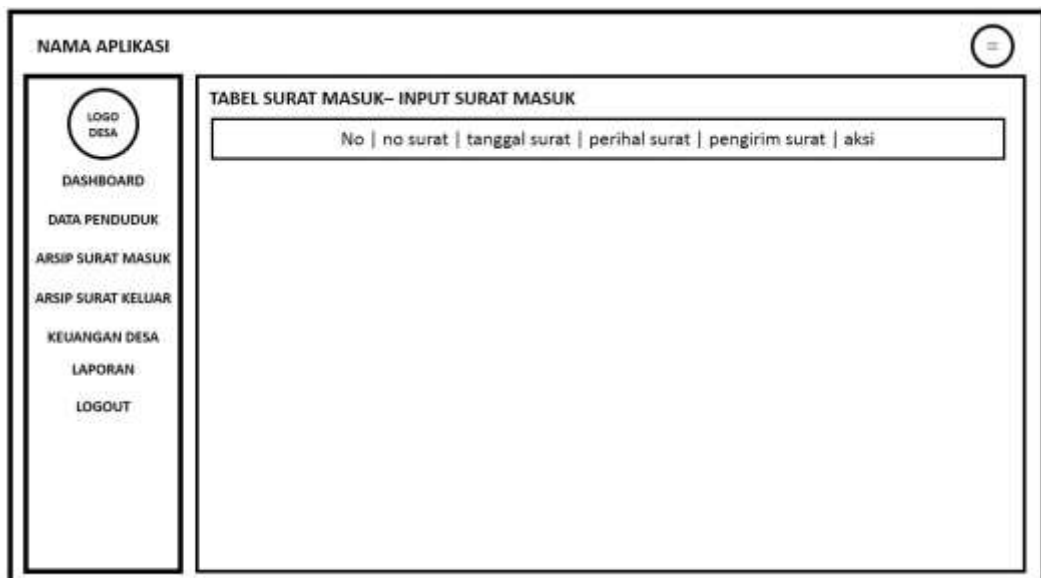 NAMA APLIKASI
=
LOGO
DESA
DASHBOARD
DATA PENDUDUK
ARSIP SURAT MASUK
ARSIP SURAT KELUAR
KEUANGAN DESA
LAPORAN
LOGOUT
TABEL SURAT MASUK– INPUT SURAT MASUK
No | no surat | tanggal surat | perihal surat | pengirim surat | aksi